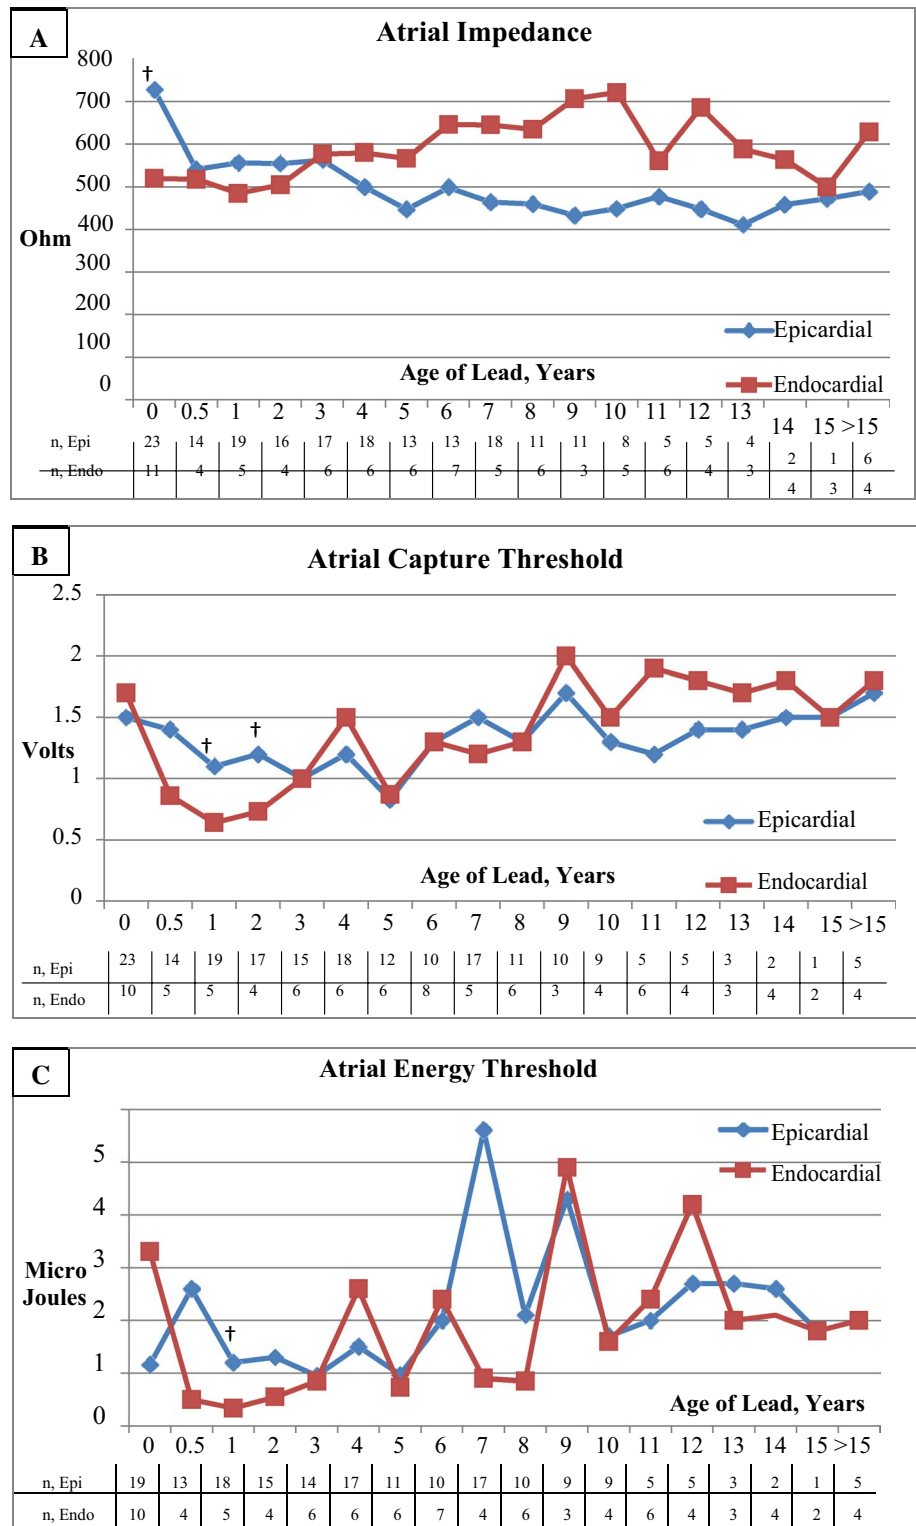 A
Atrial Impedance
800
†
700
600
500
Ohm
400
300
200
Epicardial
100
Age of Lead, Years
0
Endocardial
0 0.5 1 2 3 4 5 6 7 8 9 10 11 12 13 14 15 >15
n, Epi 23 14 19 16 17 18 13 13 18 11 11 8 5 5 4 2 1 6
n, Endo 11 4 5 4 6 6 6 7 5 6 3 5 6 4 3 4 3 4
B
Atrial Capture Threshold
2.5
2
1.5
† †
Volts
1
Epicardial
0.5
Age of Lead, Years
Endocardial
0
0 0.5 1 2 3 4 5 6 7 8 9 10 11 12 13 14 15 >15
n, Epi 23 14 19 17 15 18 12 10 17 11 10 9 5 5 3 2 1 5
n, Endo 10 5 5 4 6 6 6 8 5 6 3 4 6 4 3 4 2 4
C
Atrial Energy Threshold
Epicardial
5
Endocardial
4
3
Micro
Joules
2
†
1
Age of Lead, Years
0
0 0.5 1 2 3 4 5 6 7 8 9 10 11 12 13 14 15 >15
n, Epi 19 13 18 15 14 17 11 10 17 10 9 9 5 5 3 2 1 5
n, Endo 10 4 5 4 6 6 6 7 4 6 3 4 6 4 3 4 2 4